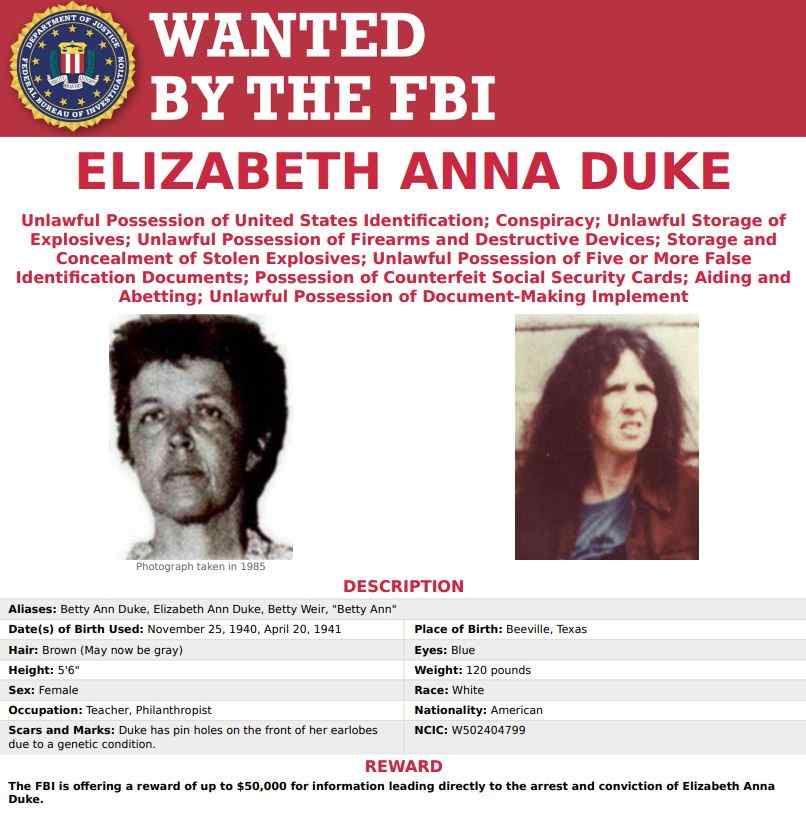 DEPARTMENT OF JUSTICE
FEDERAL BUREAU OF INVESTIGATION
WANTED
BY THE FBI
ELIZABETH ANNA DUKE
Unlawful Possession of United States Identification; Conspiracy; Unlawful Storage of
Explosives; Unlawful Possession of Firearms and Destructive Devices; Storage and
Concealment of Stolen Explosives; Unlawful Possession of Five or More False
Identification Documents; Possession of Counterfeit Social Security Cards; Aiding and
Abetting; Unlawful Possession of Document-Making Implement
Photograph taken in 1985
DESCRIPTION
Aliases: Betty Ann Duke, Elizabeth Ann Duke, Betty Weir, "Betty Ann"
Date(s) of Birth Used: November 25, 1940, April 20, 1941
Place of Birth: Beeville, Texas
Hair: Brown (May now be gray)
Eyes: Blue
Height: 5'6"
Weight: 120 pounds
Sex: Female
Race: White
Occupation: Teacher, Philanthropist
Nationality: American
Scars and Marks: Duke has pin holes on the front of her earlobes
due to a genetic condition.
NCIC: W502404799
REWARD
The FBI is offering a reward of up to $50,000 for information leading directly to the arrest and conviction of Elizabeth Anna
Duke.